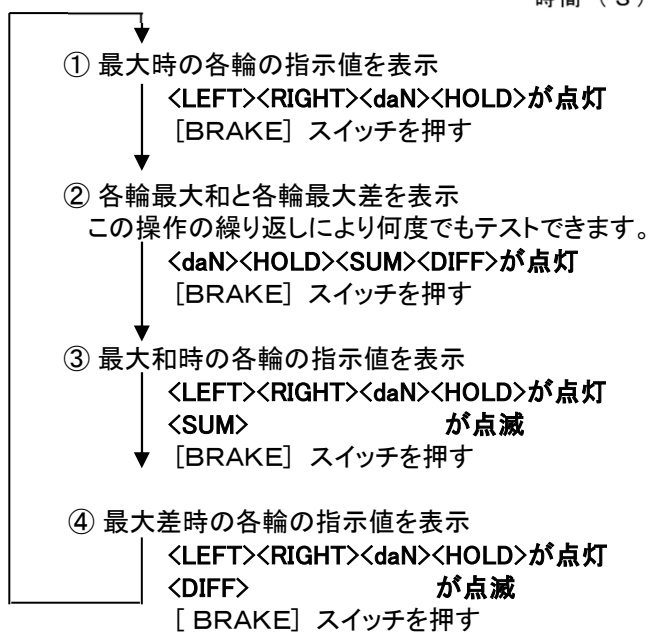 時間 ( S )
① 最大時の各輪の指示値を表示
<LEFT><RIGHT><daN><HOLD>が点灯
［BRAKE］ スイッチを押す
② 各輪最大和と各輪最大差を表示
この操作の繰り返しにより何度でもテストできます。
<daN><HOLD><SUM><DIFF>が点灯
［BRAKE］ スイッチを押す
③ 最大和時の各輪の指示値を表示
<LEFT><RIGHT><daN><HOLD>が点灯
<SUM> が点滅
［BRAKE］ スイッチを押す
④ 最大差時の各輪の指示値を表示
<LEFT><RIGHT><daN><HOLD>が点灯
<DIFF> が点滅
［ BRAKE］ スイッチを押す